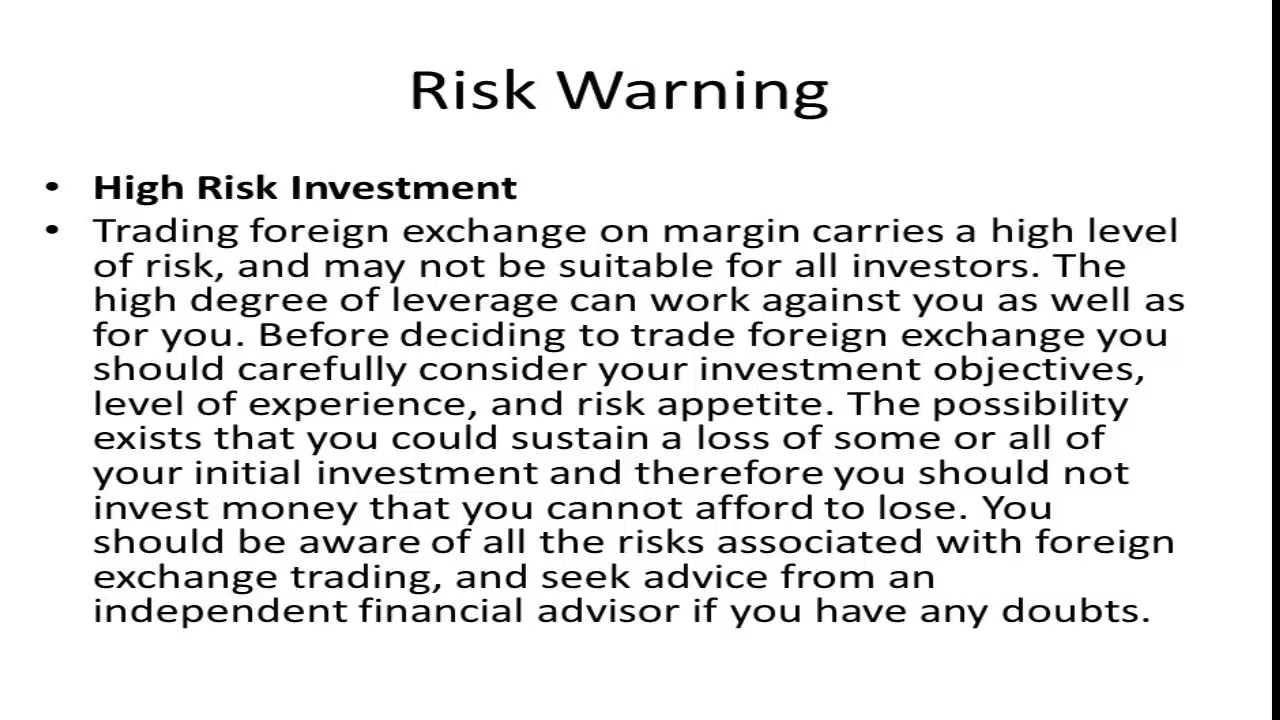 Risk Warning
• High Risk Investment
• Trading foreign exchange on margin carries a high level
of risk, and may not be suitable for all investors. The
high degree of leverage can work against you as well as
for you. Before deciding to trade foreign exchange you
should carefully consider your investment objectives,
level of experience, and risk appetite. The possibility
exists that you could sustain a loss of some or all of
your initial investment and therefore you should not
invest money that you cannot afford to lose. You
should be aware of all the risks associated with foreign
exchange trading, and seek advice from an
independent financial advisor if you have any doubts.